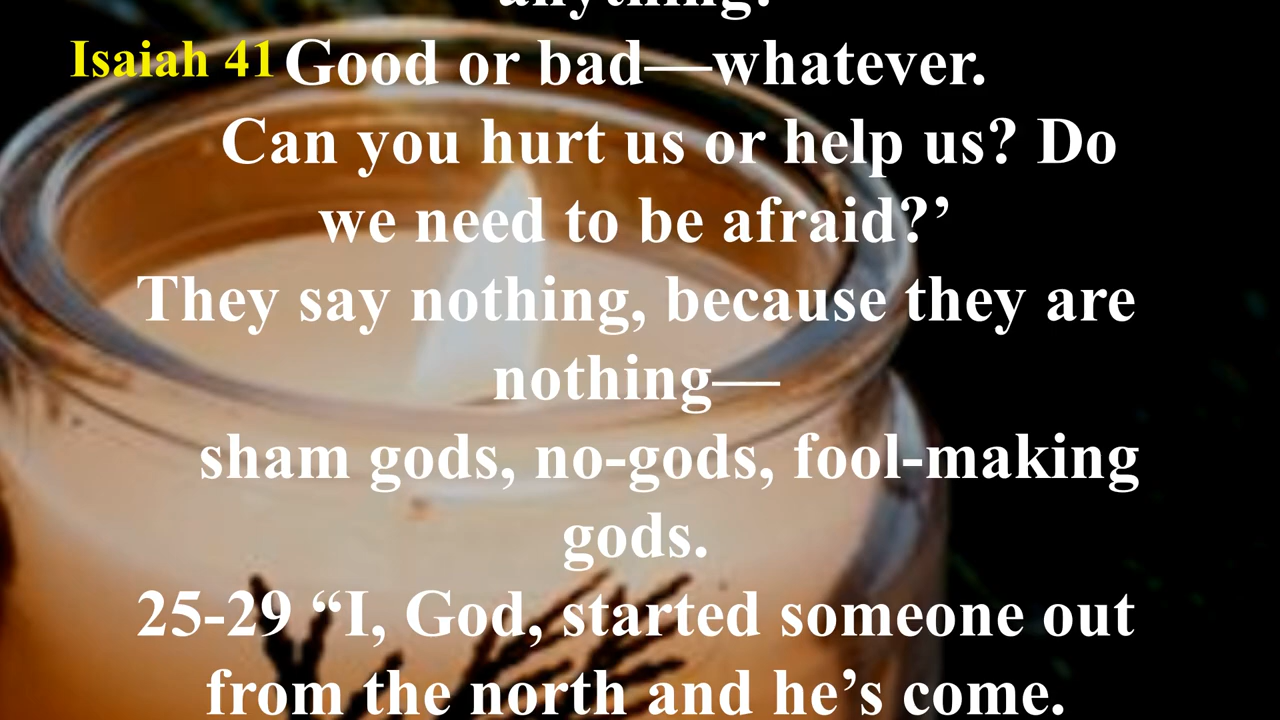 anything!
Isaiah 41
Good or bad—whatever.
Can you hurt us or help us? Do
we need to be afraid?’
They say nothing, because they are
nothing—
sham gods, no-gods, fool-making
gods.
25-29 “I, God, started someone out
from the north and he’s come.